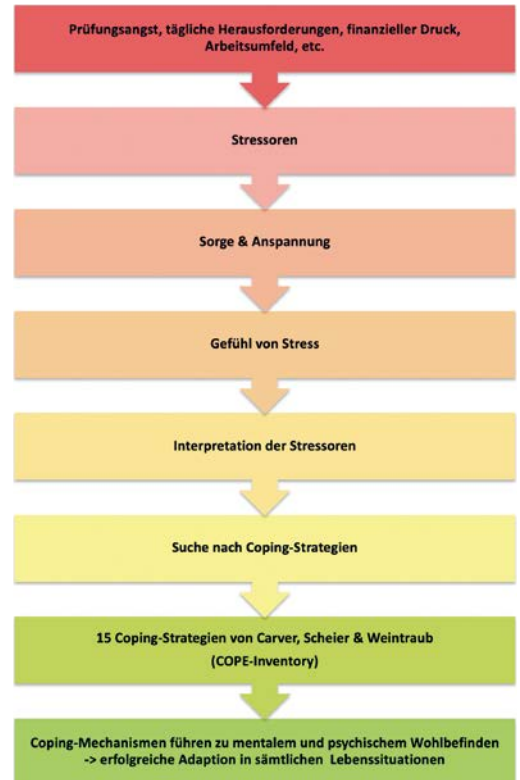 Prüfungsangst, tägliche Herausforderungen, finanzieller Druck,
Arbeitsumfeld, etc.
Stressoren
Sorge & Anspannung
Gefühl von Stress
Interpretation der Stressoren
Suche nach Coping-Strategien
15 Coping-Strategien von Carver, Scheier & Weintraub
(COPE-Inventory)
Coping-Mechanismen führen zu mentalem und psychischem Wohlbefinden
-> erfolgreiche Adaption in sämtlichen Lebenssituationen